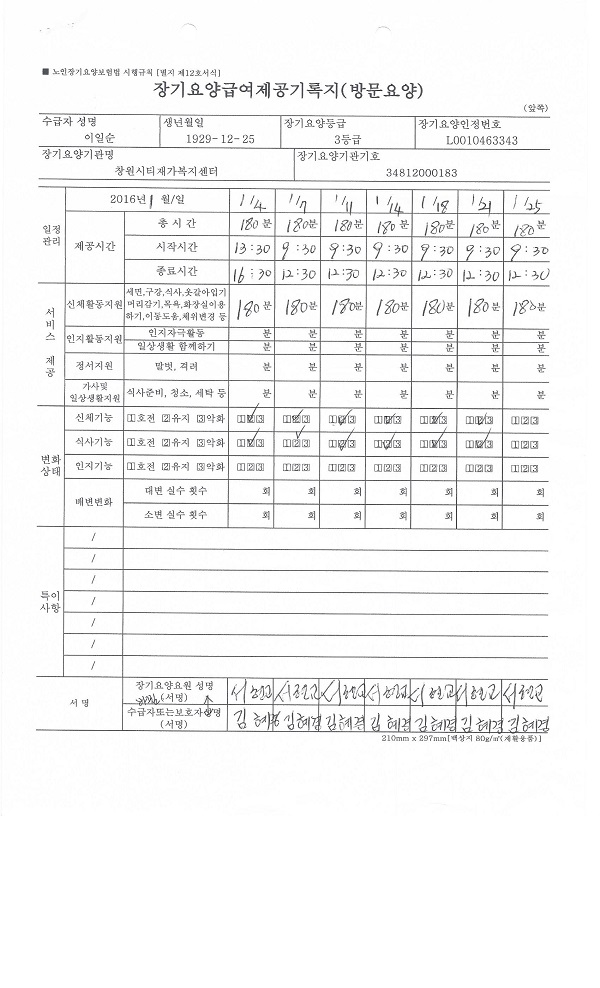 ■ 노인장기요양보험법 시행규칙 [별지 제12호서식]
장기요양급여제공기록지(방문요양)
(앞쪽)
수급자 성명 생년월일 장기요양등급 장기요양인정번호
이일순 1929-12-25 3등급 L0010463343
장기요양기관명 장기요양기관기호
창원시티재가복지센터 34812000183
일정 관리 2016년 1 월/일 1/4 1/7 1/11 1/14 1/18 1/21 1/25
제공시간 총 시 간 180분 180분 180분 180분 180분 180분 180분
시작시간 13:30 9:30 9:30 9:30 9:30 9:30 9:30
종료시간 16:30 12:30 12:30 12:30 12:30 12:30 12:30
서비스 제공 신체활동지원 세면,구강,식사,옷갈아입기 머리감기,목욕,화장실이용 하기,이동도움,체위변경 등 180분 180분 180분 180분 180분 180분 180분
인지활동지원 인지자극활동 분 분 분 분 분 분 분
일상생활 함께하기 분 분 분 분 분 분 분
정서지원 말벗, 격려 분 분 분 분 분 분 분
가사및 일상생활지원 식사준비, 청소, 세탁 등 분 분 분 분 분 분 분
변화 상태 신체기능 1호전 2유지 3악화 123 123 123 123 123 123 123
식사기능 1호전 2유지 3악화 123 123 123 123 123 123 123
인지기능 1호전 2유지 3악화 123 123 123 123 123 123 123
배변변화 대변 실수 횟수 회 회 회 회 회 회 회
소변 실수 횟수 회 회 회 회 회 회 회
특이 사항 /
/
/
/
/
/
/
서 명 장기요양요원 성명 (서명)
수급자또는보호자성명 (서명) 김혜경 김혜경 김혜경 김혜경 김혜경 김혜경 김혜경
210mm x 297mm[백상지 80g/㎡(재활용품)]